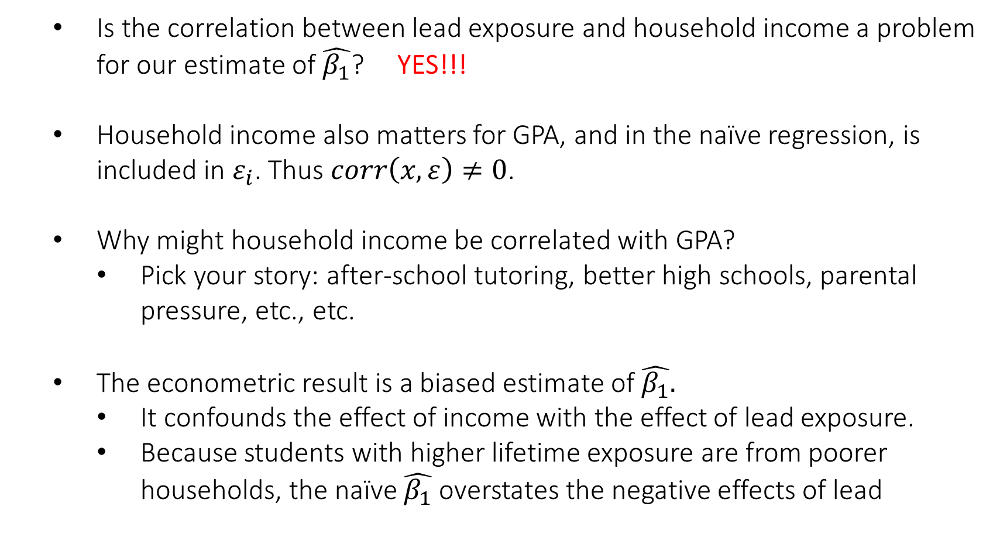 • Is the correlation between lead exposure and household income a problem
for our estimate of $\widehat{\beta_1}$? YES!!!
• Household income also matters for GPA, and in the naïve regression, is
included in $\varepsilon_i$. Thus $corr(x, \varepsilon) \neq 0$.
• Why might household income be correlated with GPA?
• Pick your story: after-school tutoring, better high schools, parental
pressure, etc., etc.
• The econometric result is a biased estimate of $\widehat{\beta_1}$.
• It confounds the effect of income with the effect of lead exposure.
• Because students with higher lifetime exposure are from poorer
households, the naïve $\widehat{\beta_1}$ overstates the negative effects of lead